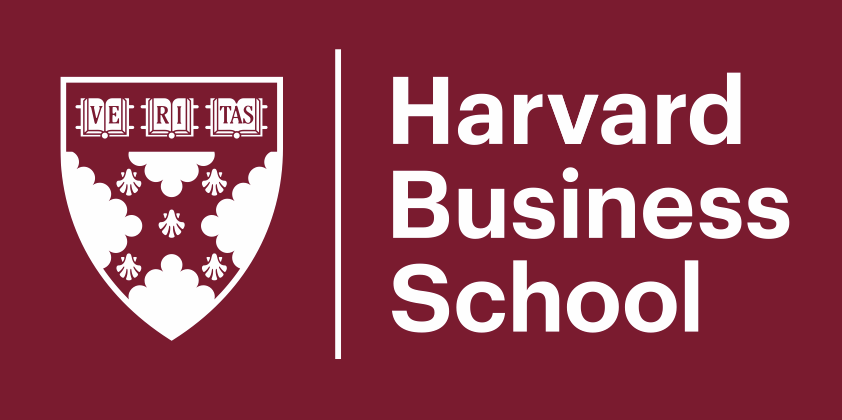 VE RI TAS
Harvard
Business
School